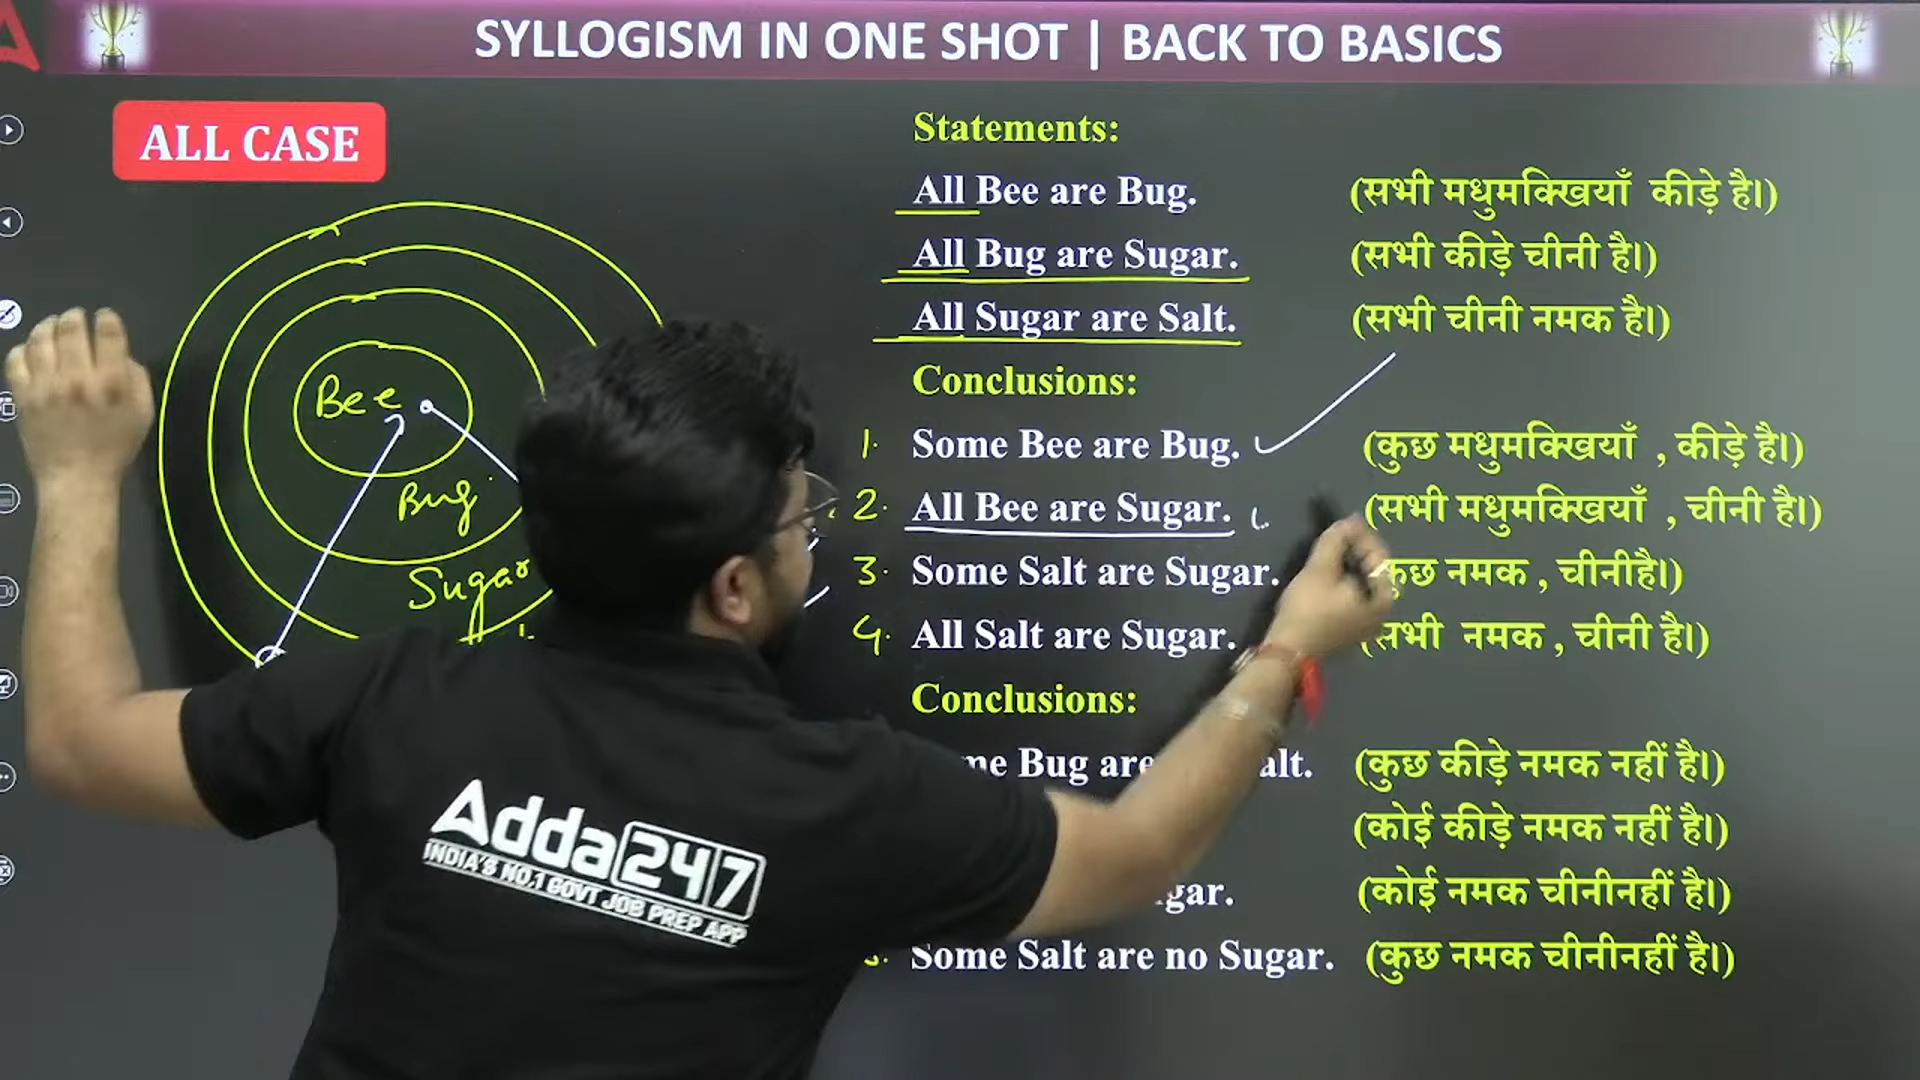 SYLLOGISM IN ONE SHOT | BACK TO BASICS
ALL CASE
Statements:
All Bee are Bug. (सभी मधुमक्खियाँ कीड़े है।)
All Bug are Sugar. (सभी कीड़े चीनी है।)
All Sugar are Salt. (सभी चीनी नमक है।)
Conclusions:
1. Some Bee are Bug. (कुछ मधुमक्खियाँ , कीड़े है।)
2. All Bee are Sugar. (सभी मधुमक्खियाँ , चीनी है।)
3. Some Salt are Sugar. कुछ नमक , चीनीहै।)
4. All Salt are Sugar. (सभी नमक , चीनी है।)
Conclusions:
Bug are (कुछ कीड़े नमक नहीं है।)
(कोई कीड़े नमक नहीं है।)
(कोई नमक चीनीनहीं है।)
Some Salt are no Sugar. (कुछ नमक चीनीनहीं है।)
Bee
Bug
Sugar
Adda247
INDIA'S NO.1 GOVT JOB PREP APP